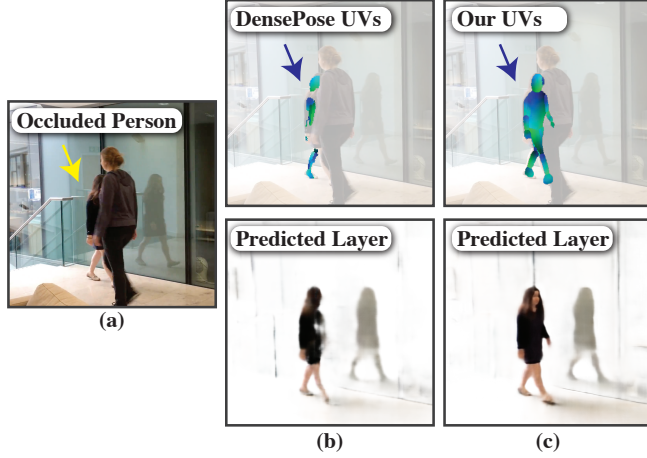 DensePose UVs
Our UVs
Occluded Person
Predicted Layer
Predicted Layer
(a)
(b)
(c)